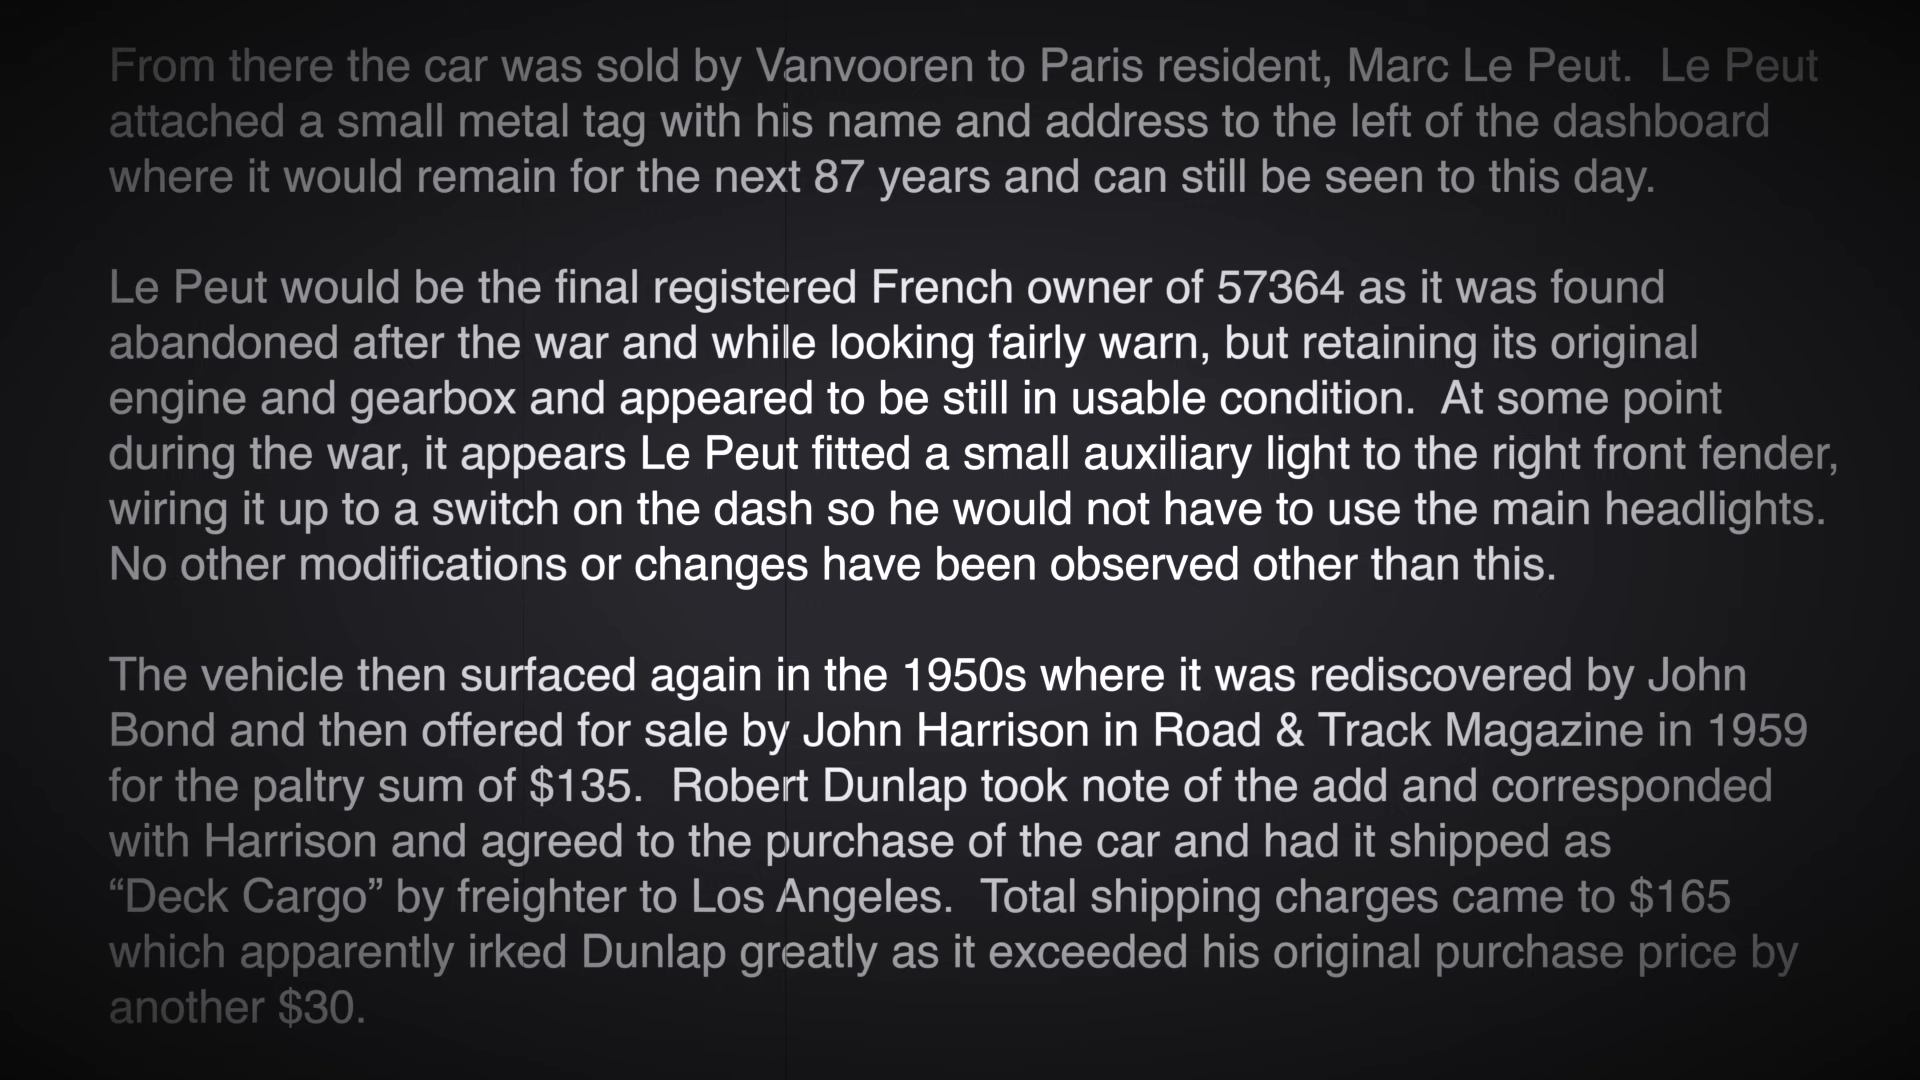 From there the car was sold by Vanvooren to Paris resident, Marc Le Peut.  Le Peut
attached a small metal tag with his name and address to the left of the dashboard
where it would remain for the next 87 years and can still be seen to this day.
Le Peut would be the final registered French owner of 57364 as it was found
abandoned after the war and while looking fairly warn, but retaining its original
engine and gearbox and appeared to be still in usable condition.  At some point
during the war, it appears Le Peut fitted a small auxiliary light to the right front fender,
wiring it up to a switch on the dash so he would not have to use the main headlights.
No other modifications or changes have been observed other than this.
The vehicle then surfaced again in the 1950s where it was rediscovered by John
Bond and then offered for sale by John Harrison in Road & Track Magazine in 1959
for the paltry sum of $135.  Robert Dunlap took note of the add and corresponded
with Harrison and agreed to the purchase of the car and had it shipped as
“Deck Cargo” by freighter to Los Angeles.  Total shipping charges came to $165
which apparently irked Dunlap greatly as it exceeded his original purchase price by
another $30.